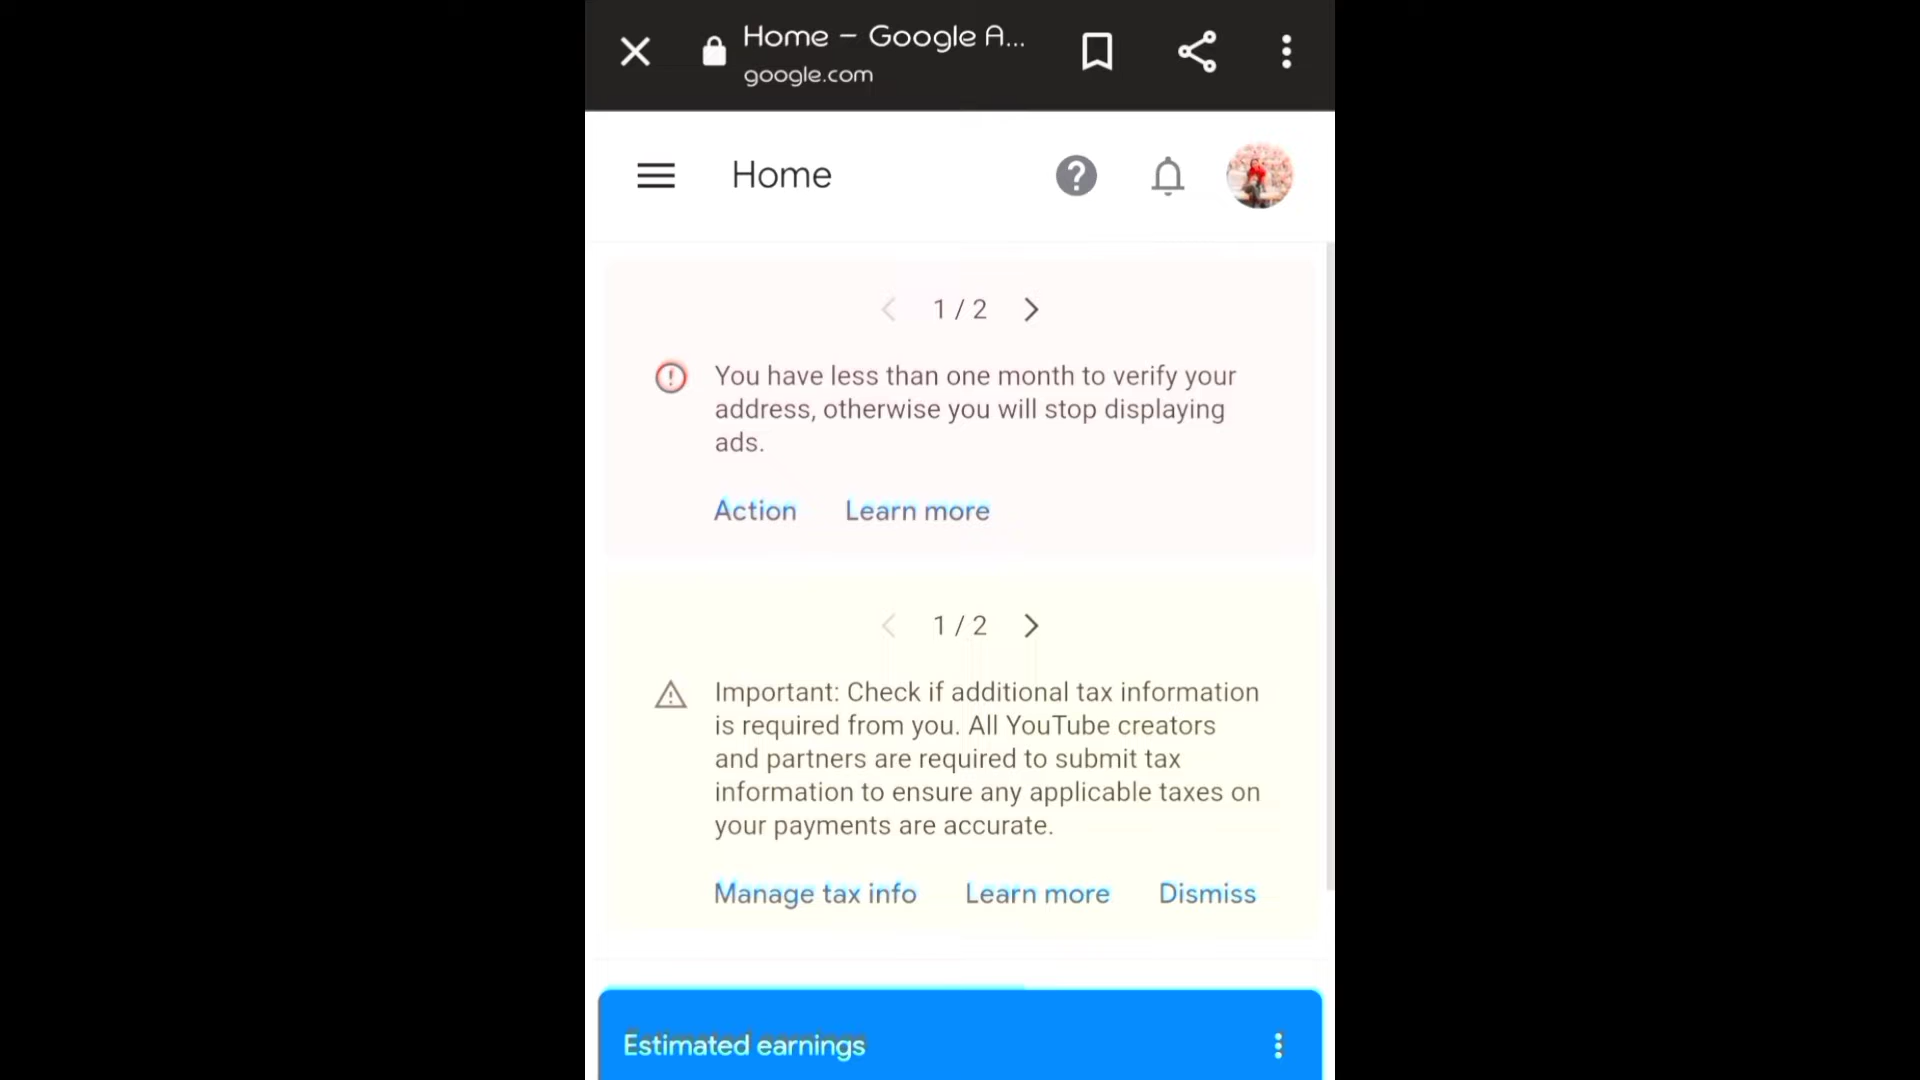 Home – Google A...
google.com
Home
1 / 2
You have less than one month to verify your
address, otherwise you will stop displaying
ads.
Action Learn more
1 / 2
Important: Check if additional tax information
is required from you. All YouTube creators
and partners are required to submit tax
information to ensure any applicable taxes on
your payments are accurate.
Manage tax info Learn more Dismiss
Estimated earnings